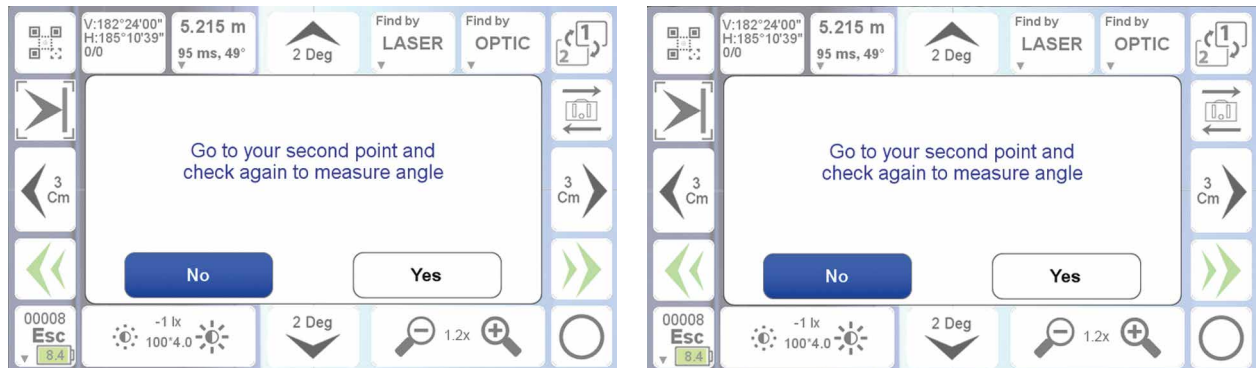 V:182°24'00"
H:185°10'39"
0/0
5.215 m
95 ms, 49°
2 Deg
Find by
LASER
Find by
OPTIC
1
2
3
Cm
Go to your second point and
check again to measure angle
3
Cm
No
Yes
00008
Esc
8.4
-1 lx
100*4.0
2 Deg
1.2x
V:182°24'00"
H:185°10'39"
0/0
5.215 m
95 ms, 49°
2 Deg
Find by
LASER
Find by
OPTIC
1
2
3
Cm
Go to your second point and
check again to measure angle
3
Cm
No
Yes
00008
Esc
8.4
-1 lx
100*4.0
2 Deg
1.2x